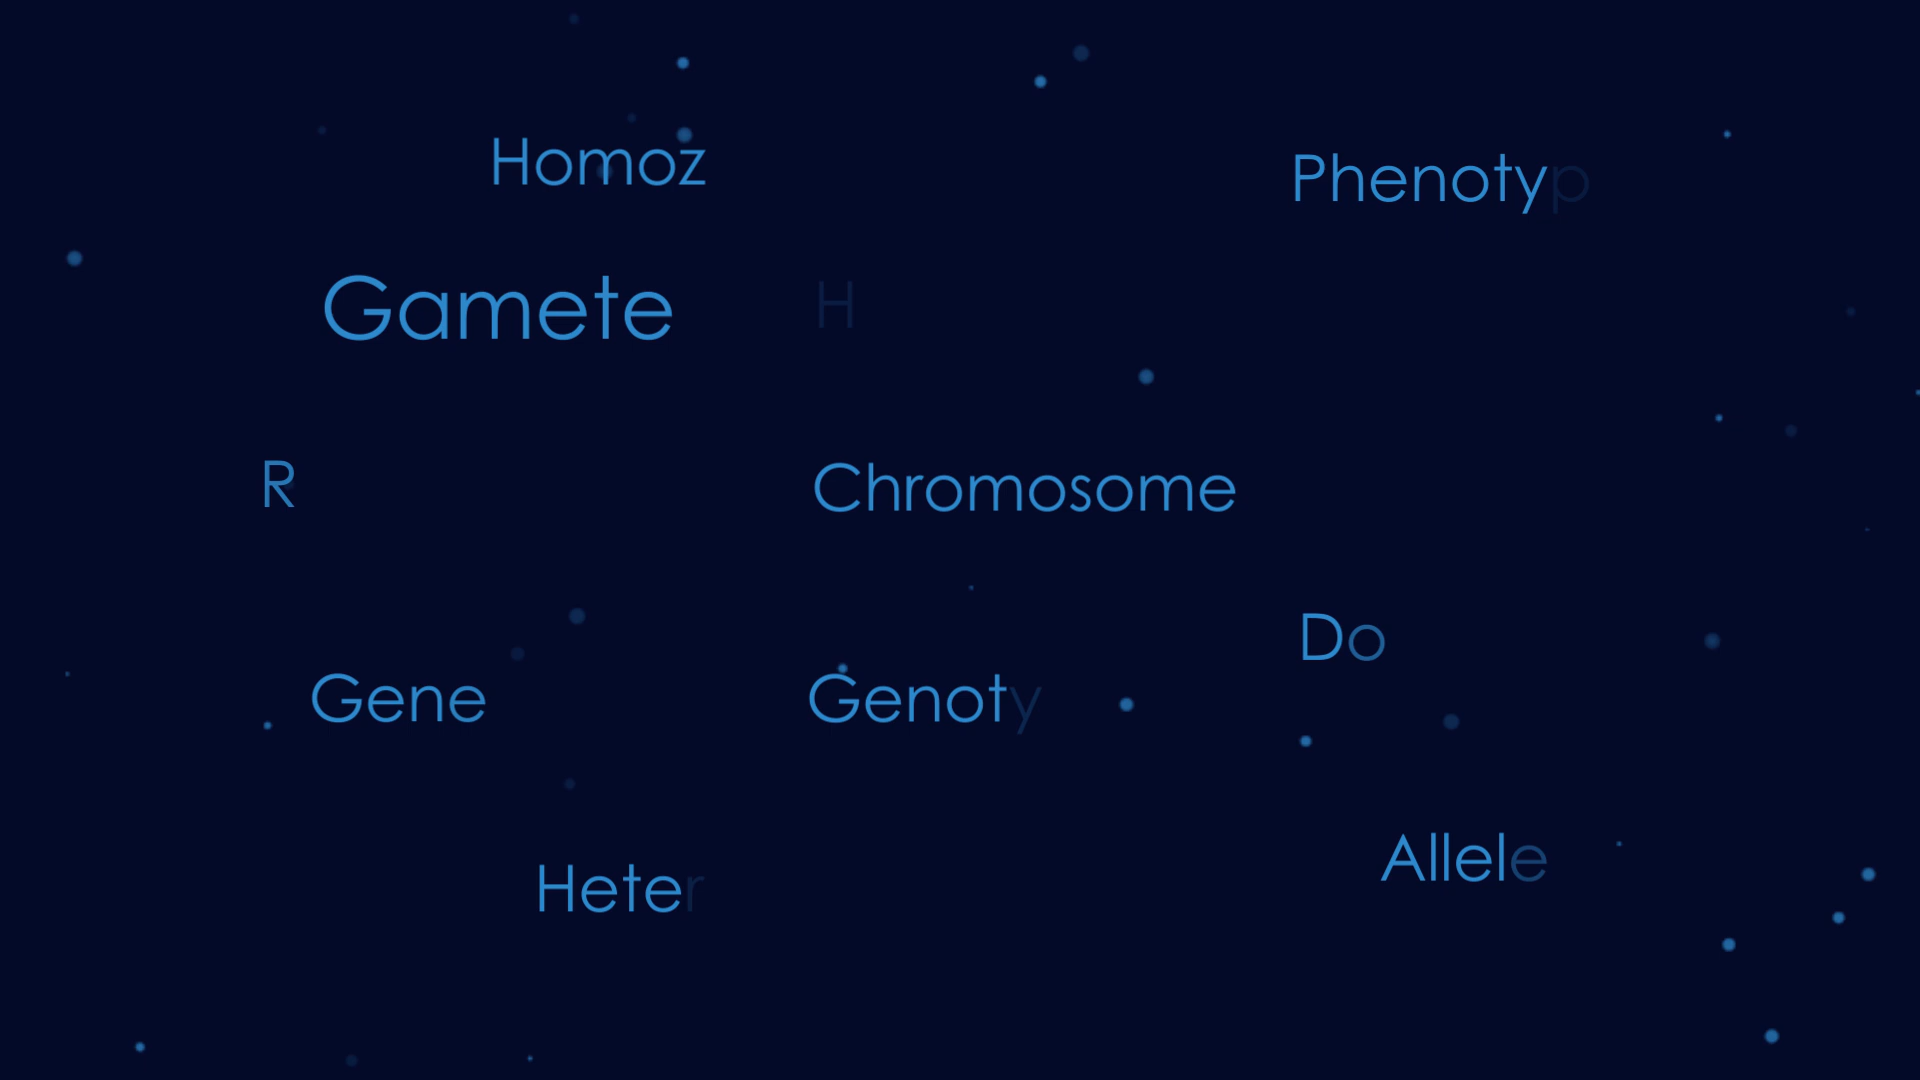 Homoz
Phenotyp
Gamete
H
R
Chromosome
Do
Gene
Genoty
Allele
Heter